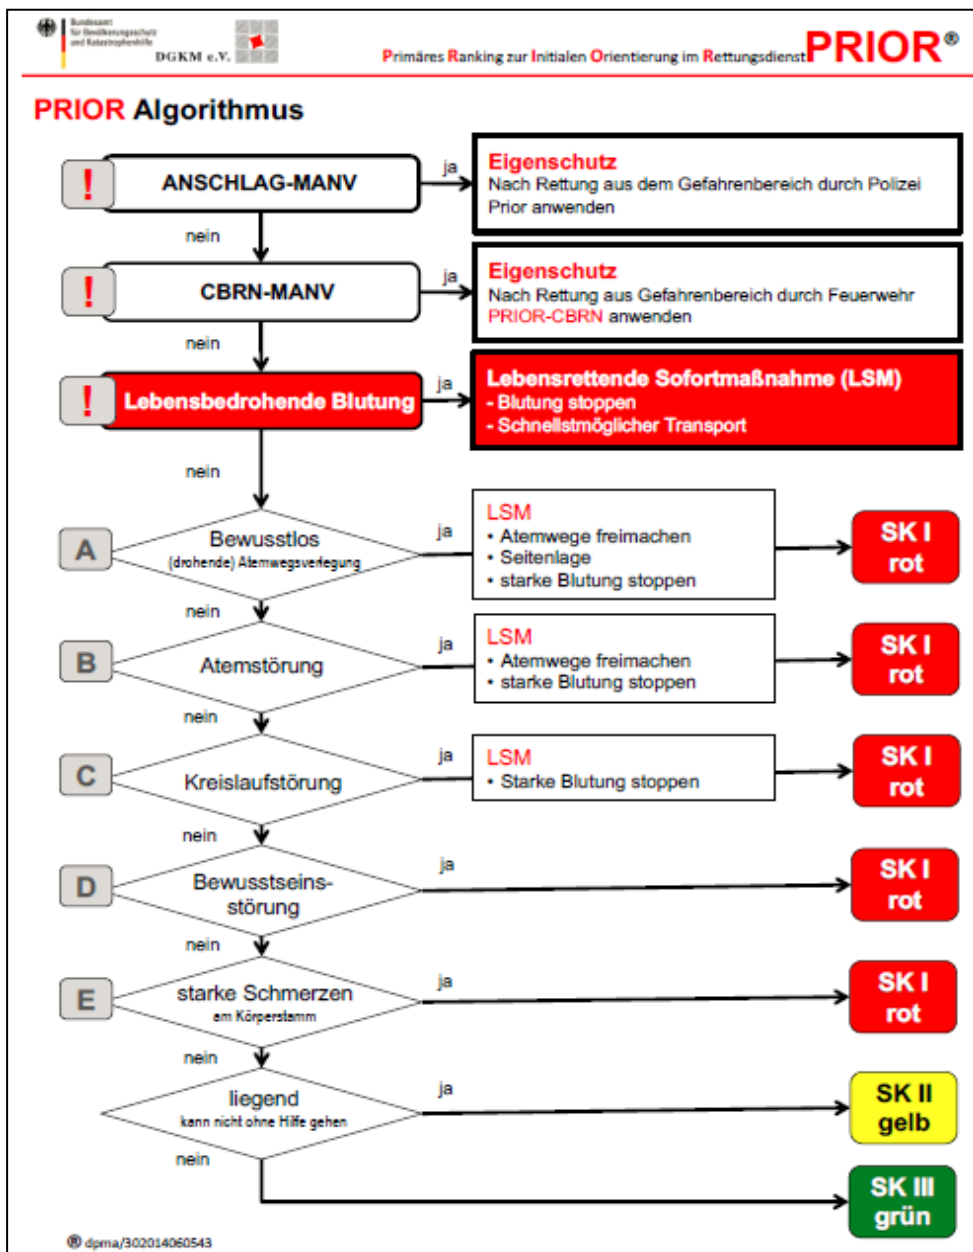 Bundesamt
für Bevölkerungsschutz
und Katastrophenhilfe
DGKM e.V.
Primäres Ranking zur Initialen Orientierung im Rettungsdienst PRIOR®
PRIOR Algorithmus
! ANSCHLAG-MANV
ja
Eigenschutz
Nach Rettung aus dem Gefahrenbereich durch Polizei
Prior anwenden
nein
! CBRN-MANV
ja
Eigenschutz
Nach Rettung aus Gefahrenbereich durch Feuerwehr
PRIOR-CBRN anwenden
nein
! Lebensbedrohende Blutung
ja
Lebensrettende Sofortmaßnahme (LSM)
- Blutung stoppen
- Schnellstmöglicher Transport
nein
A
Bewusstlos
(drohende) Atemwegsverlegung
ja
LSM
• Atemwege freimachen
• Seitenlage
• starke Blutung stoppen
SK I
rot
nein
B
Atemstörung
ja
LSM
• Atemwege freimachen
• starke Blutung stoppen
SK I
rot
nein
C
Kreislaufstörung
ja
LSM
• Starke Blutung stoppen
SK I
rot
nein
D
Bewusstseins-
störung
ja
SK I
rot
nein
E
starke Schmerzen
am Körperstamm
ja
SK I
rot
nein
liegend
kann nicht ohne Hilfe gehen
ja
SK II
gelb
nein
SK III
grün
® dpma/302014060543